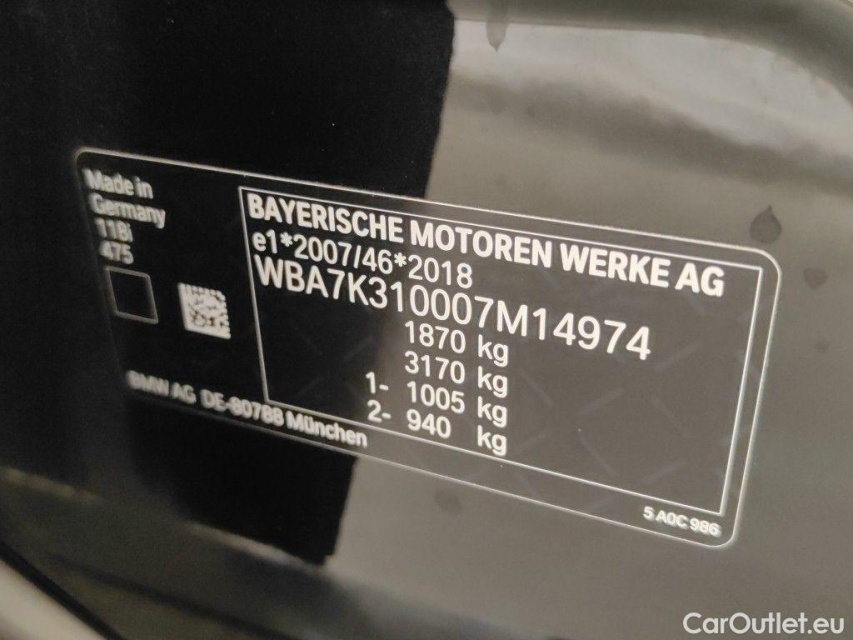 Made in
Germany
118i
475
BAYERISCHE MOTOREN WERKE AG
e1*2007/46*2018
WBA7K310007M14974
1870 kg
3170 kg
1- 1005 kg
2- 940 kg
BMW AG DE-80788 München
5 A0C 986
CarOutlet.eu